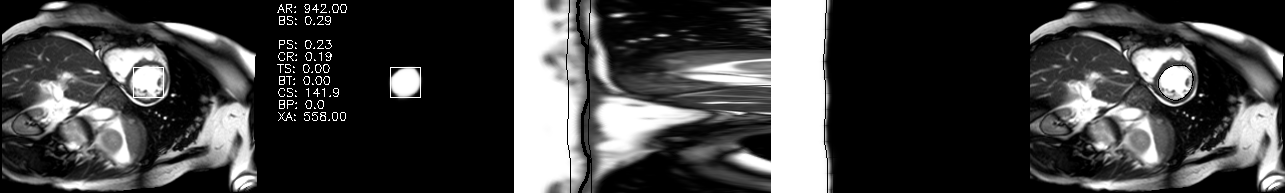 AR: 942.00
BS: 0.29
PS: 0.23
CR: 0.19
TS: 0.00
BT: 0.00
CS: 141.9
BP: 0.0
XA: 558.00